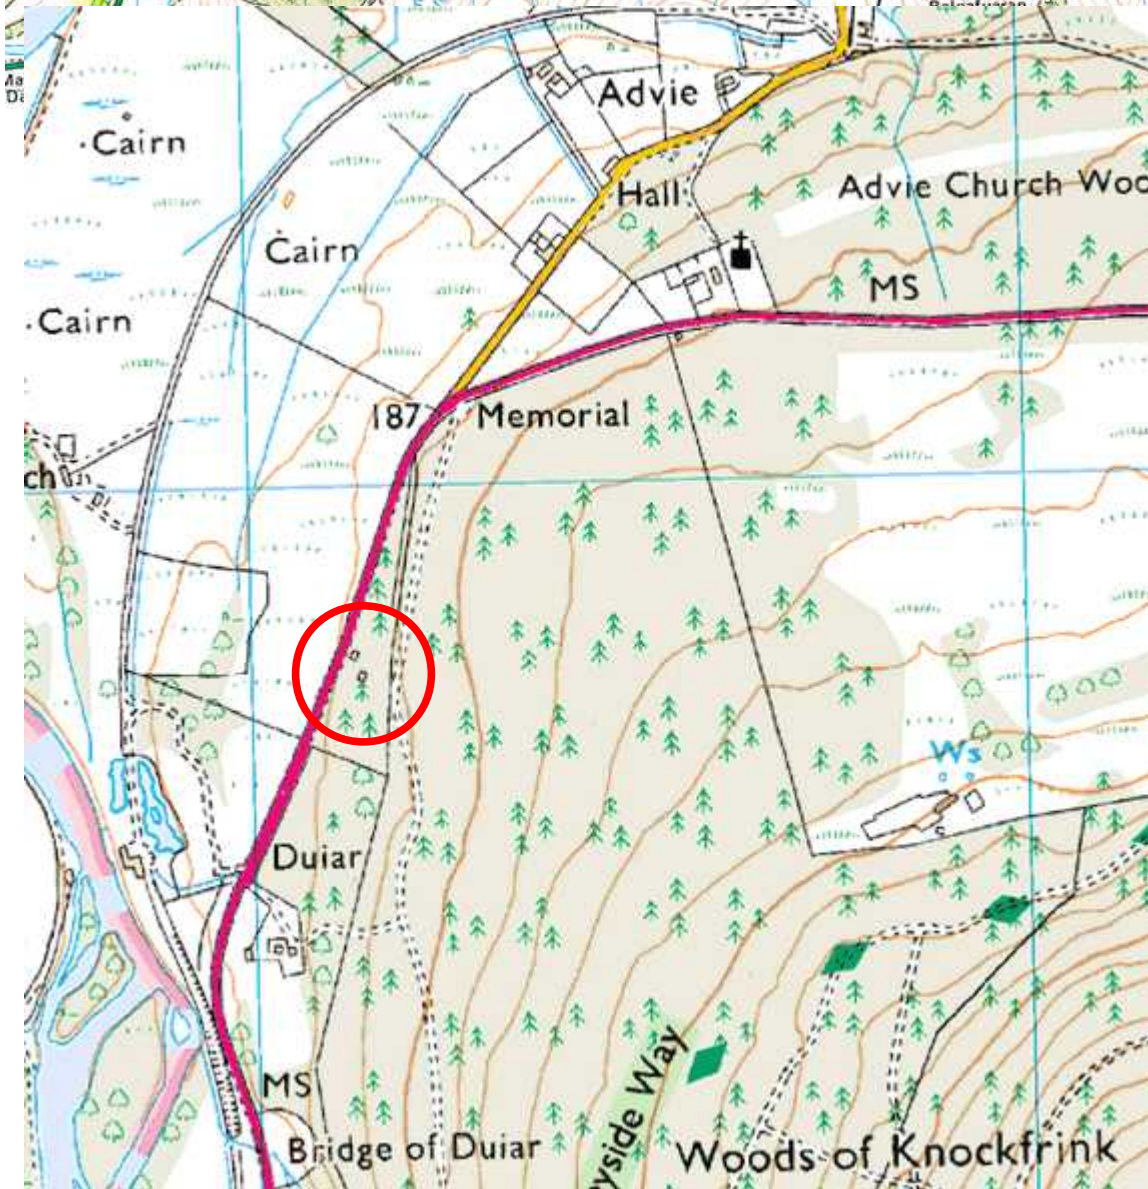 Advie
Cairn
Hall
Advie Church Woo
Cairn
MS
Cairn
187
Memorial
ch
Ws
Duiar
MS
yside Way
Bridge of Duiar
Woods of Knockfrink